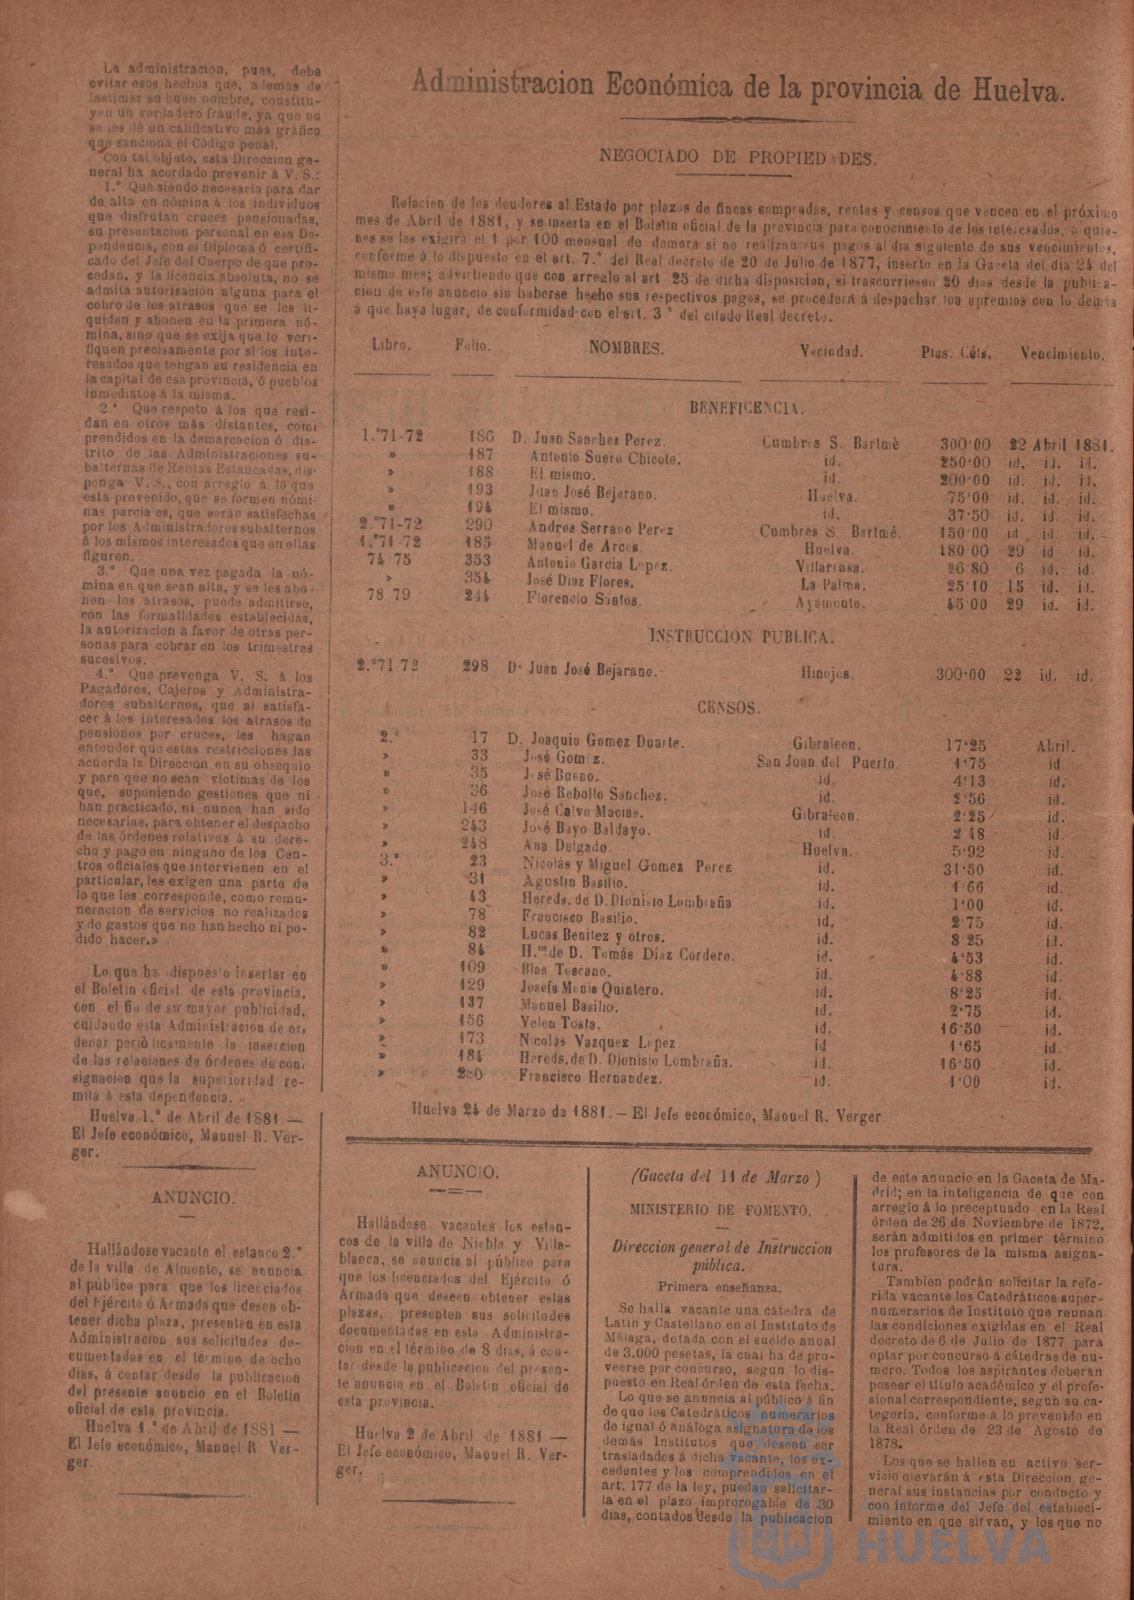 La administracion, pues, debe
evitar esos hechos que, además de
lastimar su buen nombre, constitu-
yen un verdadero fraude, ya que no
se les dé un calificativo más gráfico
que sanciona el Código penal.
Con tal objeto, esta Direccion ge-
neral ha acordado prevenir á V. S.:
1.° Que siendo necesaria para dar
de alta en nómina á los individuos
que disfrutan cruces pensionadas,
su presentacion personal en esa De-
pendencia, con el Diploma ó certifi-
cado del Jefe del Cuerpo de que pro-
cedan, y la licencia absoluta, no se
admita autorizacion alguna para el
cobro de los atrasos que se les li-
quiden y abonen en la primera nó-
mina, sino que se exija que lo veri-
fiquen precisamente por sí los inte-
resados que tengan su residencia en
la capital de esa provincia, ó pueblos
inmediatos á la misma.
2.° Que respeto á los que resi-
dan en otros más distantes, com-
prendidos en la demarcacion ó dis-
trito de las Administraciones su-
balternas de Rentas Estancadas, dis-
ponga V. S., con arreglo á lo que
está prevenido, que se formen nómi-
nas parciales, que serán satisfechas
por los Administradores subalternos
á los mismos interesados que en ellas
figuren.
3.° Que una vez pagada la nó-
mina en que sean alta, y se les abo-
nen los atrasos, puede admitirse,
con las formalidades establecidas,
la autorizacion á favor de otras per-
sonas para cobrar en los trimestres
sucesivos.
4.° Que prevenga V. S. á los
Pagadores, Cajeros y Administra-
dores subalternos, que al satisfa-
cer á los interesados los atrasos de
pensiones por cruces, les hagan
entender que estas restricciones las
acuerda la Direccion en su obsequio
y para que no sean víctimas de los
que, suponiendo gestiones que ni
han practicado, ni nunca han sido
necesarias, para obtener el despacho
de las órdenes relativas á su dere-
cho y pago en ninguno de los Cen-
tros oficiales que intervienen en el
particular, les exigen una parte de
lo que les corresponde, como remu-
neracion de servicios no realizados
y de gastos que no han hecho ni po-
dido hacer.»
Lo que he dispuesto insertar en
el Boletin oficial de esta provincia,
con el fin de su mayor publicidad,
cuidando esta Administracion de or-
denar periódicamente la insercion
de las relaciones de órdenes de con-
signacion que la superioridad re-
mita á esta dependencia.
Huelva 1.° de Abril de 1881.—
El Jefe económico, Manuel R. Ver-
ger.
ANUNCIO.
Hallándose vacante el estanco 2.°
de la villa de Almonte, se anuncia
al público para que los licenciados
del Ejército ó Armada que deseen ob-
tener dicha plaza, presenten en esta
Administracion sus solicitudes do-
cumentadas en el término de ocho
dias, á contar desde la publicacion
del presente anuncio en el Boletin
oficial de esta provincia.
Huelva 1.° de Abril de 1881 —
El Jefe económico, Manuel R. Ver-
ger.
Administracion Económica de la provincia de Huelva.
NEGOCIADO DE PROPIED DES.
Relacion de los deudores al Estado por plazos de fincas compradas, rentas y censos que vencen en el próximo
mes de Abril de 1881, y se inserta en el Boletin oficial de la provincia para conocimiento de los interesados, á quie-
nes se les exigirá el 1 por 100 mensual de demora si no realizan sus pagos al dia siguiente de sus vencimientos,
conforme á lo dispuesto en el art. 7.° del Real decreto de 20 de Julio de 1877, inserto en la Gaceta del dia 24 del
mismo mes; advirtiendo que con arreglo al art 25 de dicha disposicion, si trascurriesen 20 dias desde la publica-
cion de este anuncio sin haberse hecho sus respectivos pagos, se procederá á despachar los apremios con lo demás
á que haya lugar, de conformidad con el art. 3° del citado Real decreto.
Libro. Folio. NOMBRES. Vecindad. Ptas. Céts. Vencimiento.
BENEFICENCIA.
1.°71-72 186 D. Juan Sanchez Perez. Cumbres S. Bartmè 300'00 22 Abril 1881.
» 187 Antonio Suero Chicote. id. 250'00 id. id. id.
» 188 El mismo. id. 200'00 id. id. id.
» 193 Juan José Bejarano. Huelva. 75'00 id. id. id.
» 194 El mismo. id. 37'50 id. id. id.
2.°71-72 290 Andres Serrano Perez Cumbres S. Bartmé. 150'00 id. id. id.
1.°71-72 185 Manuel de Arcos. Huelva. 180'00 29 id id.
74 75 353 Antonio Garcia Lopez. Villarrasa. 26'80 6 id. id.
» 354 José Diaz Flores. La Palma. 25'10 15 id. id.
78 79 244 Florencio Santos. Ayamonte. 45'00 29 id. id.
INSTRUCCION PUBLICA.
2.°71-72 298 D. Juan José Bejarano. Hinojos. 300'00 22 id. id.
CENSOS.
2.° 17 D. Joaquin Gomez Duarte. Gibraleon. 17'25 Abril.
» 33 José Gomez. San Juan del Puerto. 4'75 id.
» 35 José Bueno. id. 4'13 id.
» 36 José Rebollo Sanchez. id. 2'56 id.
» 146 José Calvo Macias. Gibraleon. 2'25 id.
» 243 José Bayo Baldayo. id. 2 48 id.
» 248 Ana Delgado. Huelva. 5'92 id.
3.° 23 Nicolás y Miguel Gomez Perez id. 31'50 id.
» 31 Agustin Basilio. id. 1'66 id.
» 43 Hereds. de D. Dionisio Lombraña id. 1'00 id.
» 78 Francisco Basilio. id. 2'75 id.
» 82 Lucas Benitez y otros. id. 8'25 id.
» 84 H.os de D. Tomás Diaz Cordero. id. 4'53 id.
» 109 Blas Toscano. id. 4'88 id.
» 129 Josefa Monis Quintero. id. 8'25 id.
» 137 Manuel Basilio. id. 2'75 id.
» 156 Velen Tosta. id. 16'50 id.
» 173 Nicolás Vazquez Lopez id 1'65 id.
» 184 Hereds. de D. Dionisio Lombraña. id. 16'50 id.
» 280 Francisco Hernandez. id. 1'00 id.
Huelva 24 de Marzo de 1881.—El Jefe económico, Manuel R. Verger
ANUNCIO.
Hallándose vacantes los estan-
cos de la villa de Niebla y Villa-
blanca, se anuncia al público para
que los licenciados del Ejército ó
Armada que deseen obtener estas
plazas, presenten sus solicitudes
documentadas en esta Administra-
cion en el término de 8 dias, á con-
tar desde la publicacion del presen-
te anuncio en el Boletin oficial de
esta provincia.
Huelva 2 de Abril de 1881 —
El Jefe económico, Manuel R. Ver-
ger.
(Gaceta del 11 de Marzo )
MINISTERIO DE FOMENTO.
Direccion general de Instruccion
pública.
Primera enseñanza.
Se halla vacante una cátedra de
Latin y Castellano en el Instituto de
Málaga, dotada con el sueldo anual
de 3.000 pesetas, la cual ha de pro-
veerse por concurso, segun lo dis-
puesto en Real órden de esta fecha.
Lo que se anuncia al público á fin
de que los Catedráticos numerarios
de igual ó análoga asignatura de los
demás Institutos que deseen ser
trasladados á dicha vacante, los ex-
cedentes y los comprendidos en el
art. 177 de la ley, puedan solicitar-
la en el plazo improrogable de 30
dias, contados desde la publicacion
de este anuncio en la Gaceta de Ma-
drid; en la inteligencia de que con
arreglo á lo preceptuado en la Real
órden de 26 de Noviembre de 1872,
serán admitidos en primer término
los profesores de la misma asigna-
tura.
Tambien podrán solicitar la refe-
rida vacante los Catedráticos super-
numerarios de Instituto que reunan
las condiciones exigidas en el Real
decreto de 6 de Julio de 1877 para
optar por concurso á cátedras de nú-
mero. Todos los aspirantes deberán
poseer el título académico y el profe-
sional correspondiente, segun su ca-
tegoría, conforme á lo prevenido en
la Real órden de 23 de Agosto de
1878.
Los que se hallen en activo ser-
vicio elevarán á esta Direccion ge-
neral sus instancias por conducto y
con informe del Jefe del estableci-
miento en que sirvan, y los que no
HUELVA